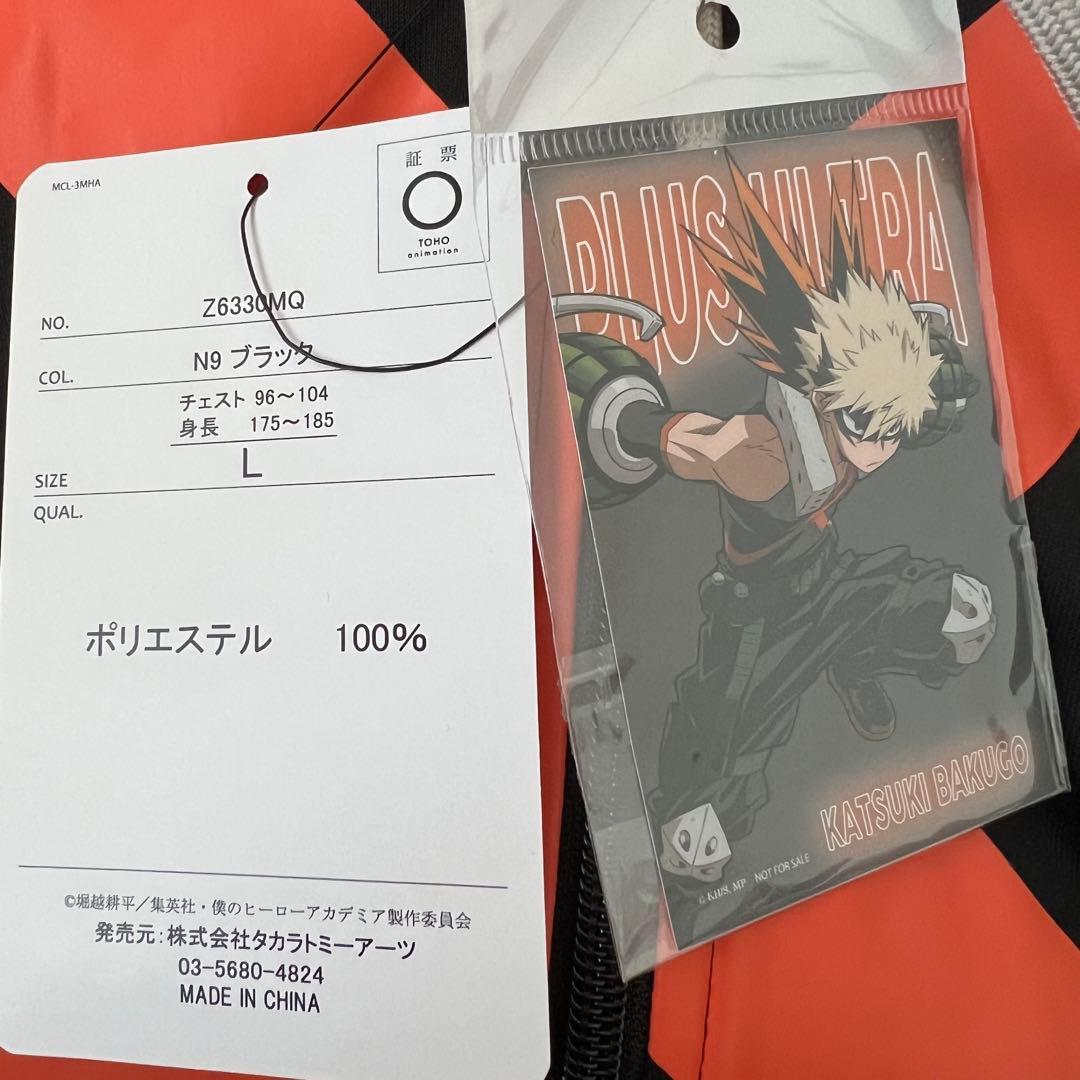 MCL-3MHA
証 票
TOHO
animation
NO. Z6330MQ
COL. N9 ブラック
チェスト 96～104
身長 175～185
SIZE L
QUAL.
ポリエステル 100%
©堀越耕平／集英社・僕のヒーローアカデミア製作委員会
発売元:株式会社タカラトミーアーツ
03-5680-4824
MADE IN CHINA
PLUS ULTRA
KATSUKI BAKUGO
© KH/S, MP NOT FOR SALE